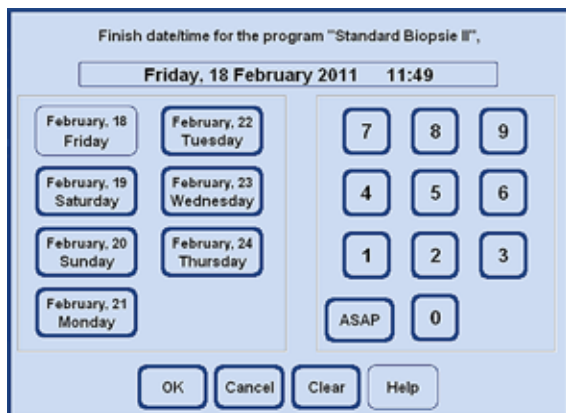 Finish date/time for the program "Standard Biopsie II",
Friday, 18 February 2011 11:49
February, 18
Friday
February, 22
Tuesday
February, 19
Saturday
February, 23
Wednesday
February, 20
Sunday
February, 24
Thursday
February, 21
Monday
7 8 9
4 5 6
1 2 3
ASAP 0
OK Cancel Clear Help